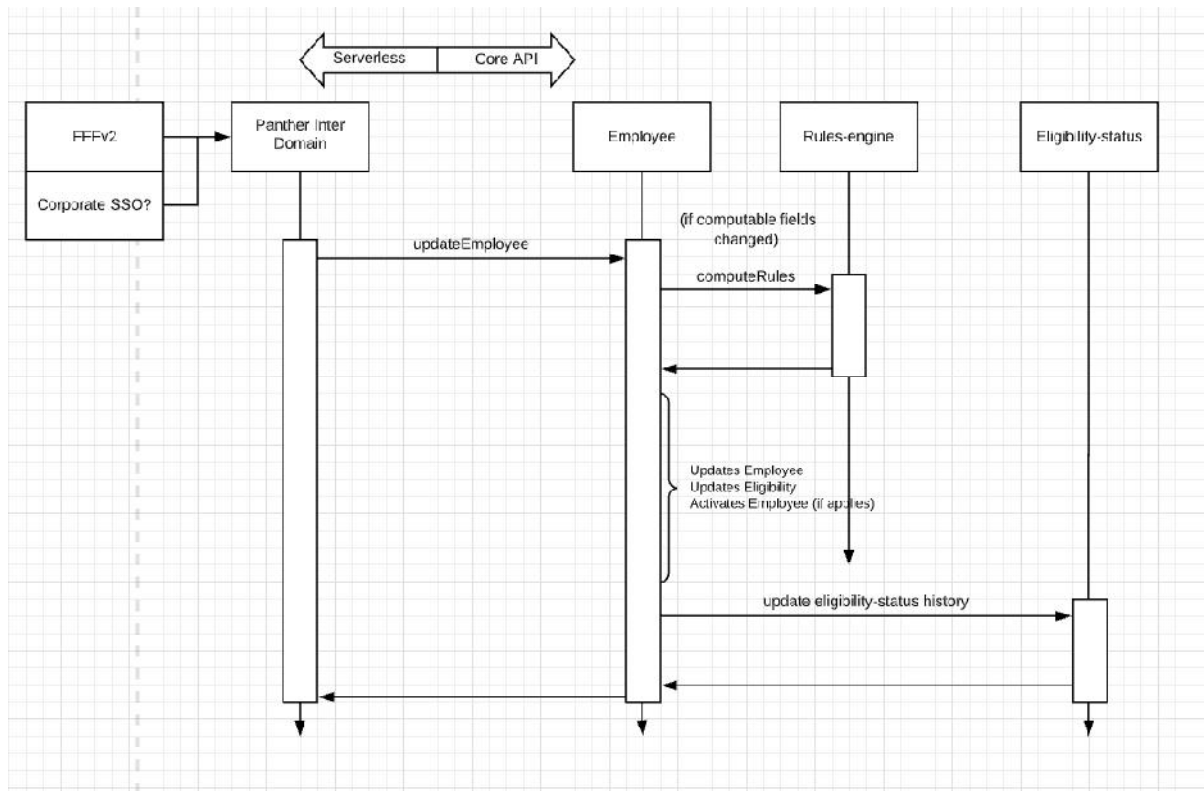 Serverless
Core API
FFFv2
Panther Inter
Domain
Employee
Rules-engine
Eligibility-status
Corporate SSO?
(if computable fields
changed)
updateEmployee
computeRules
Updates Employee
Updates Eligibility
Activates Employee (if applies)
update eligibility-status history